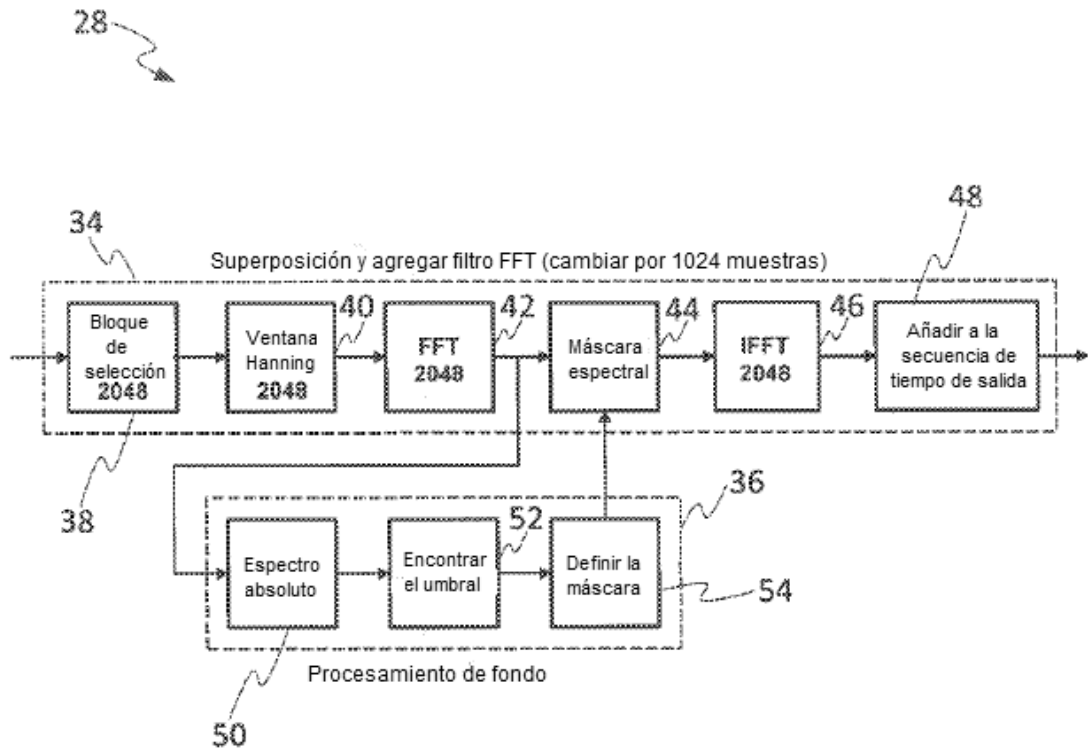 28
34
48
Superposición y agregar filtro FFT (cambiar por 1024 muestras)
Bloque
de
selección
2048
Ventana
Hanning
2048
40
FFT
2048
42
Máscara
espectral
44
IFFT
2048
46
Añadir a la
secuencia de
tiempo de salida
38
36
Espectro
absoluto
Encontrar
el umbral
52
Definir la
máscara
54
Procesamiento de fondo
50